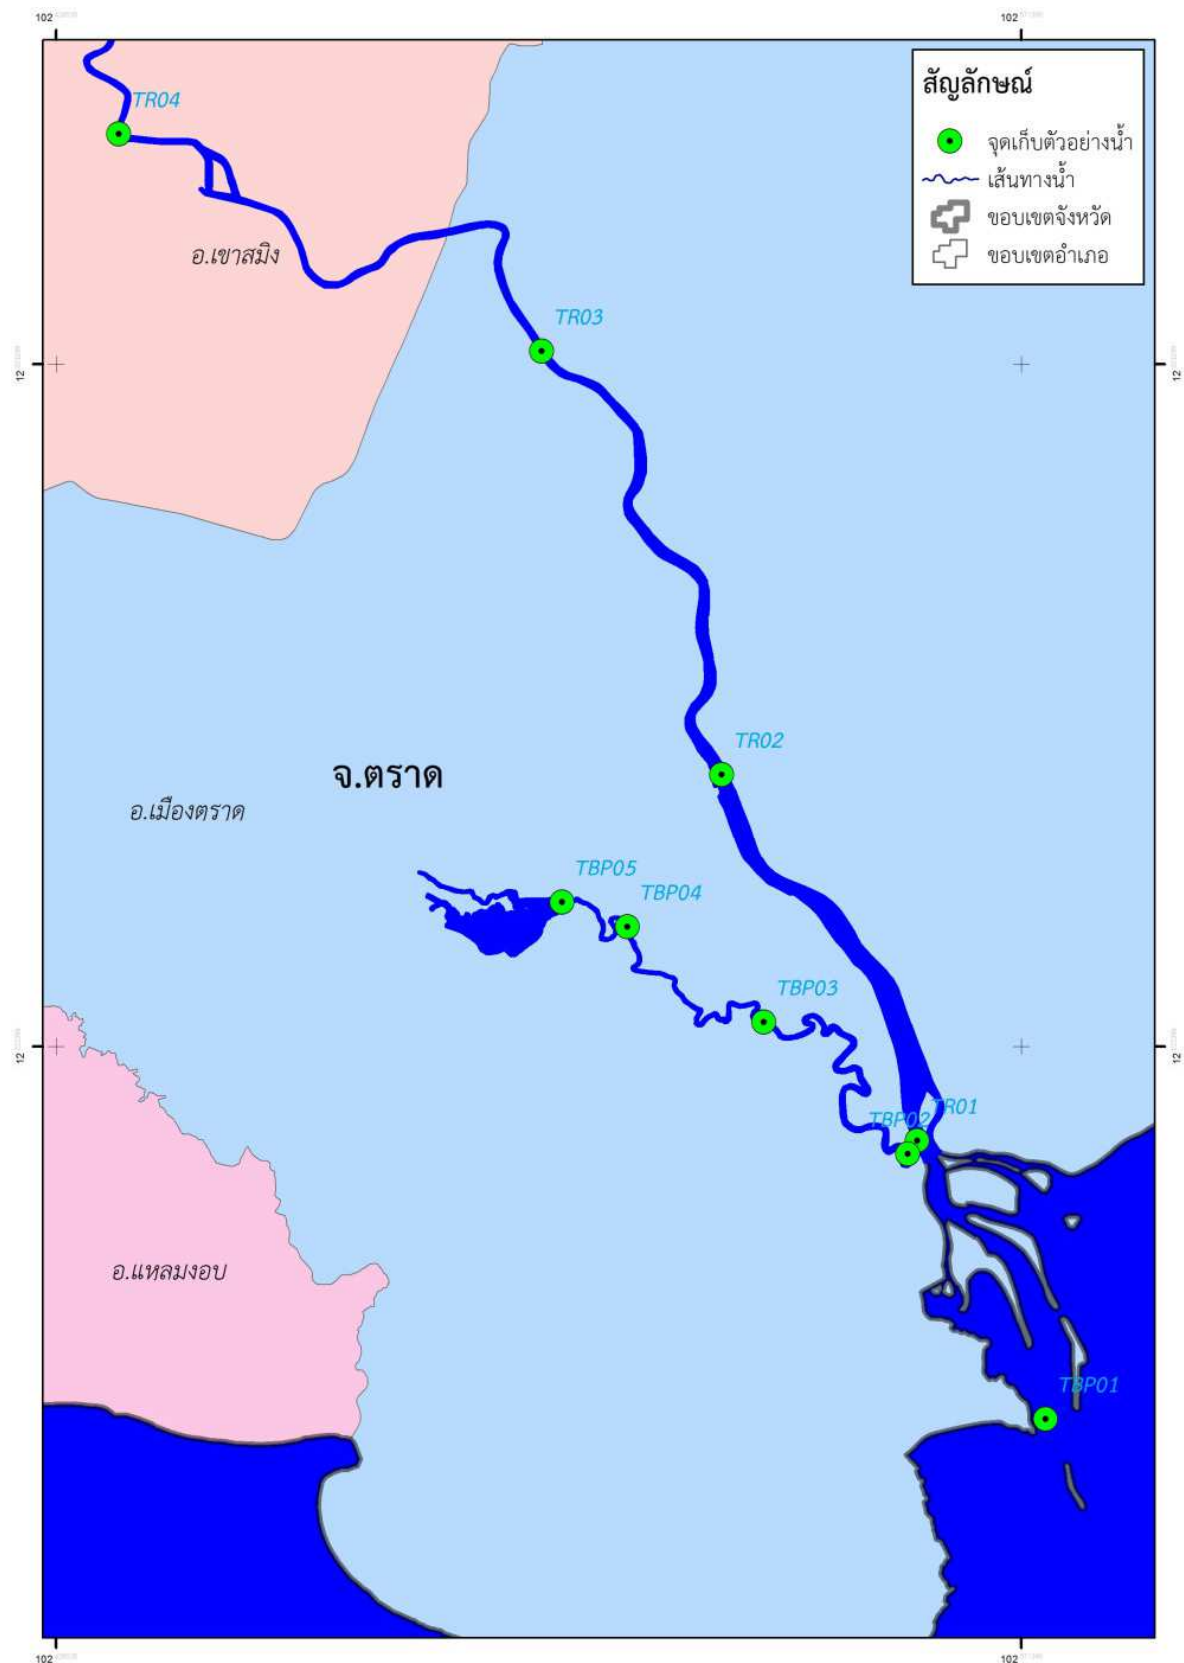 102
102
สัญลักษณ์
จุดเก็บตัวอย่างน้ำ
เส้นทางน้ำ
ขอบเขตจังหวัด
ขอบเขตอำเภอ
TR04
อ.เขาสมิง
TR03
12
12
TR02
จ.ตราด
อ.เมืองตราด
TBP05
TBP04
TBP03
12
12
TR01
TBP02
อ.แหลมงอบ
TBP01
102
102